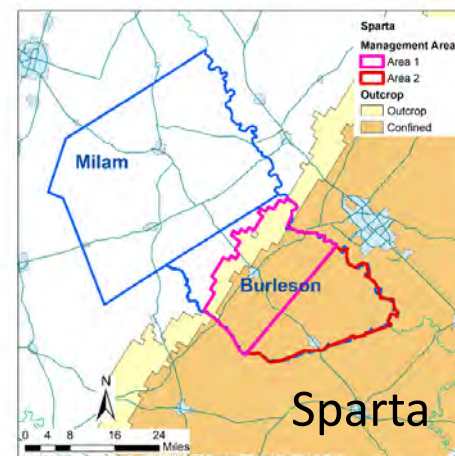 Sparta
Management Area
Area 1
Area 2
Outcrop
Outcrop
Confined
Milam
Burleson
N
0 4 8 16 24
Miles
Sparta